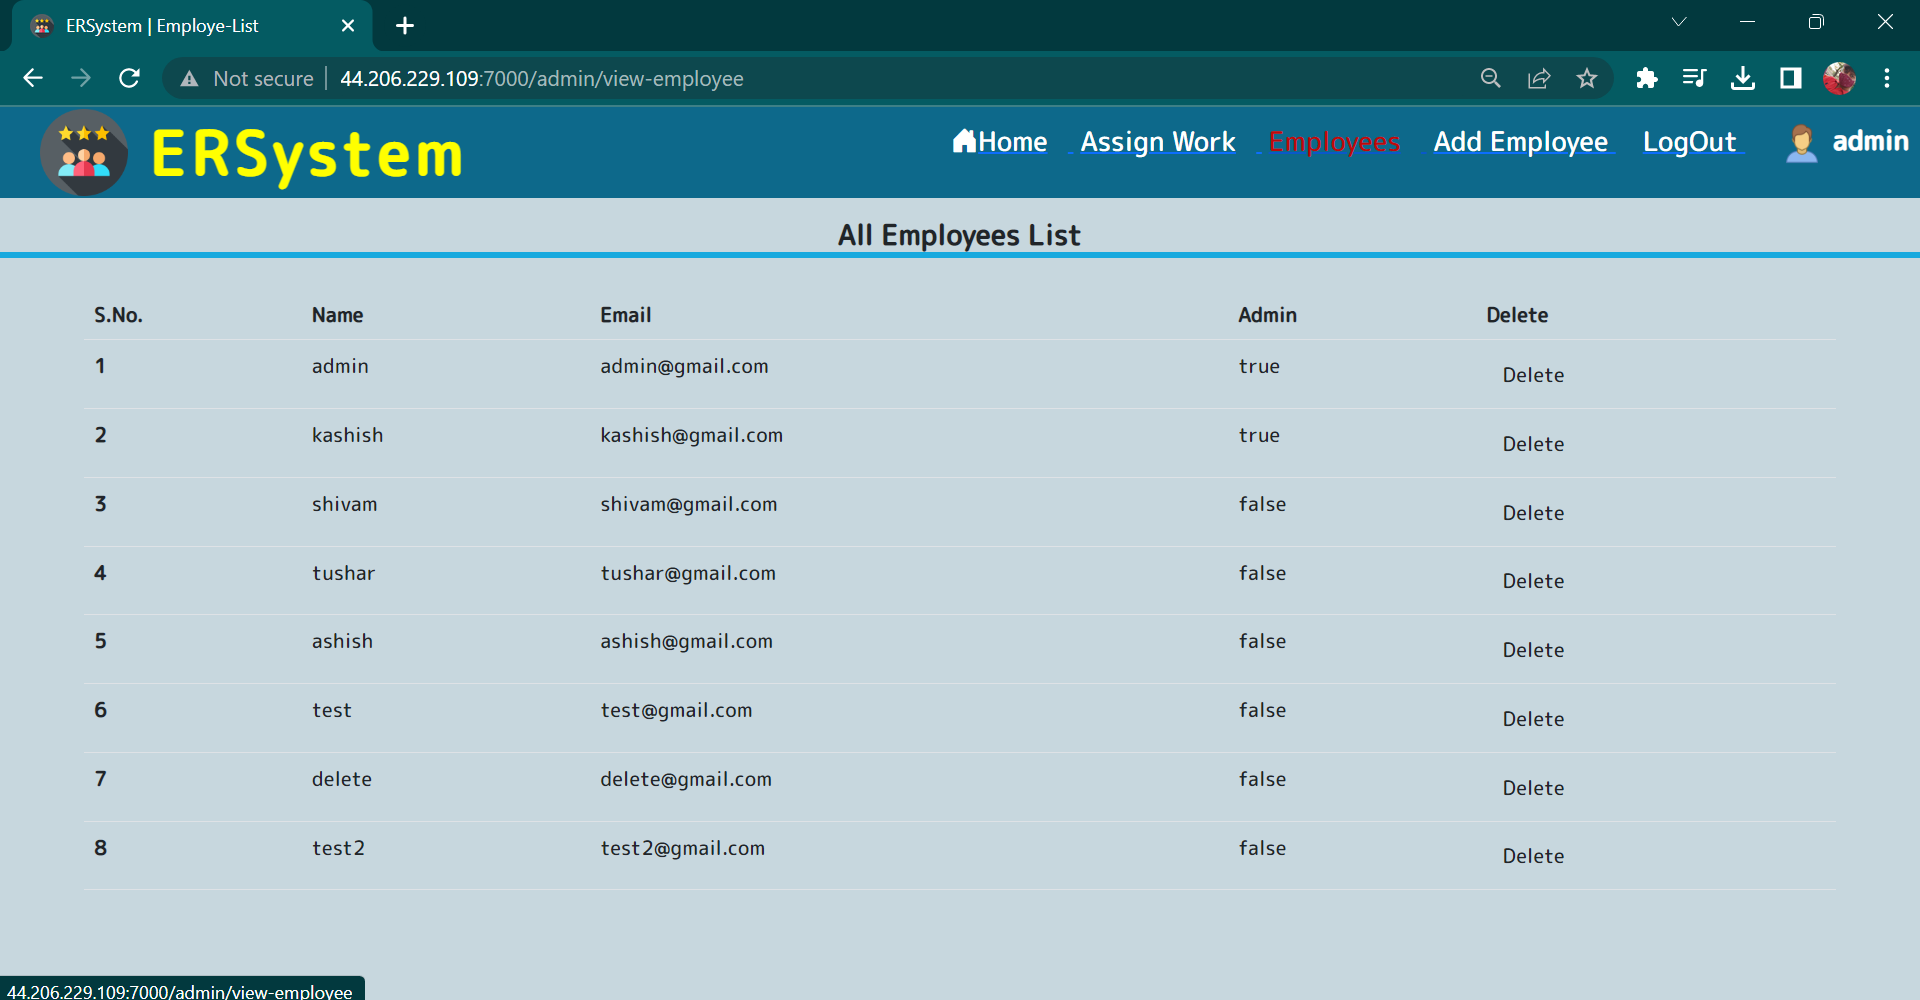 ERSystem | Employe-List
Not secure 44.206.229.109:7000/admin/view-employee
ERSystem Home Assign Work Employees Add Employee LogOut admin
All Employees List
S.No. Name Email Admin Delete
1 admin admin@gmail.com true Delete
2 kashish kashish@gmail.com true Delete
3 shivam shivam@gmail.com false Delete
4 tushar tushar@gmail.com false Delete
5 ashish ashish@gmail.com false Delete
6 test test@gmail.com false Delete
7 delete delete@gmail.com false Delete
8 test2 test2@gmail.com false Delete
44.206.229.109:7000/admin/view-employee